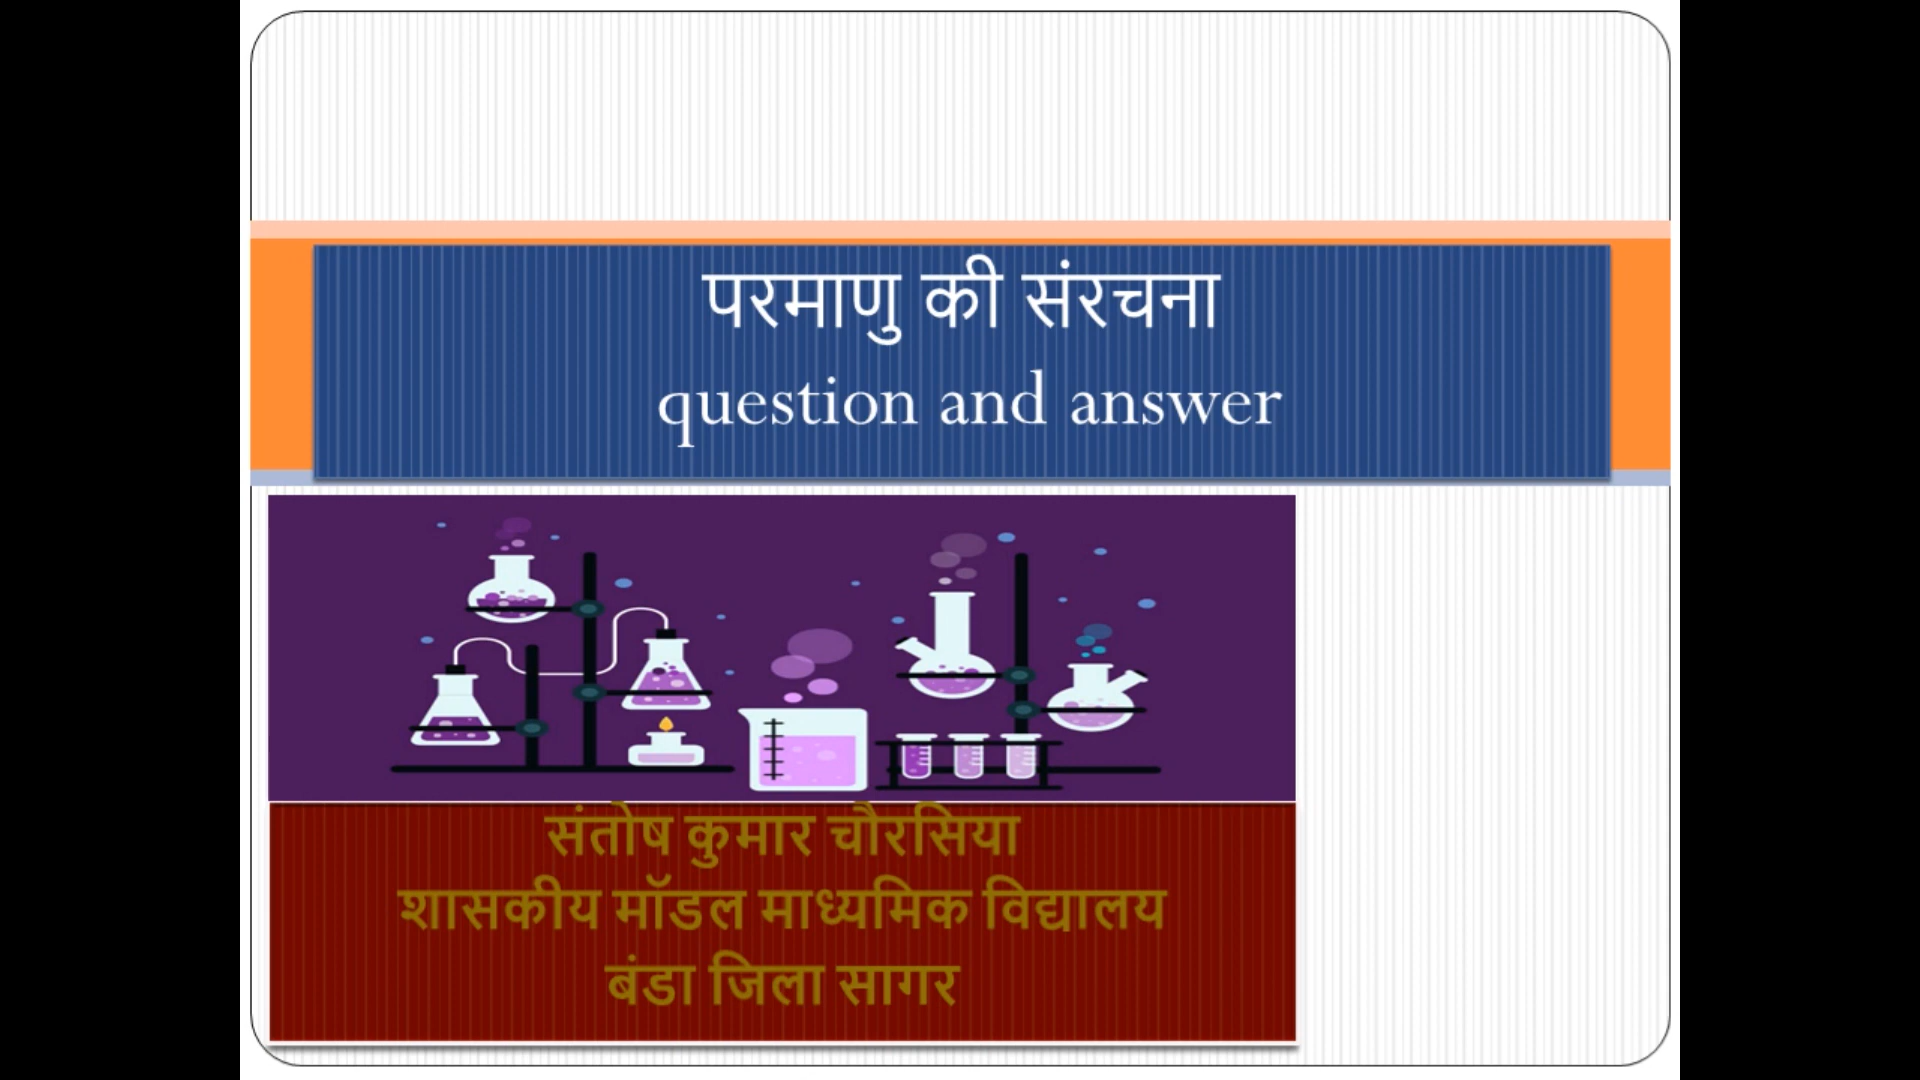 परमाणु की संरचना
question and answer
संतोष कुमार चौरसिया
शासकीय मॉडल माध्यमिक विद्यालय
बंडा जिला सागर